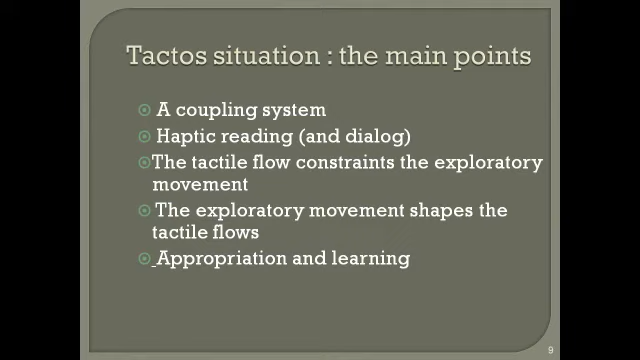 Tactos situation : the main points
A coupling system
Haptic reading (and dialog)
The tactile flow constraints the exploratory
movement
The exploratory movement shapes the
tactile flows
Appropriation and learning
9